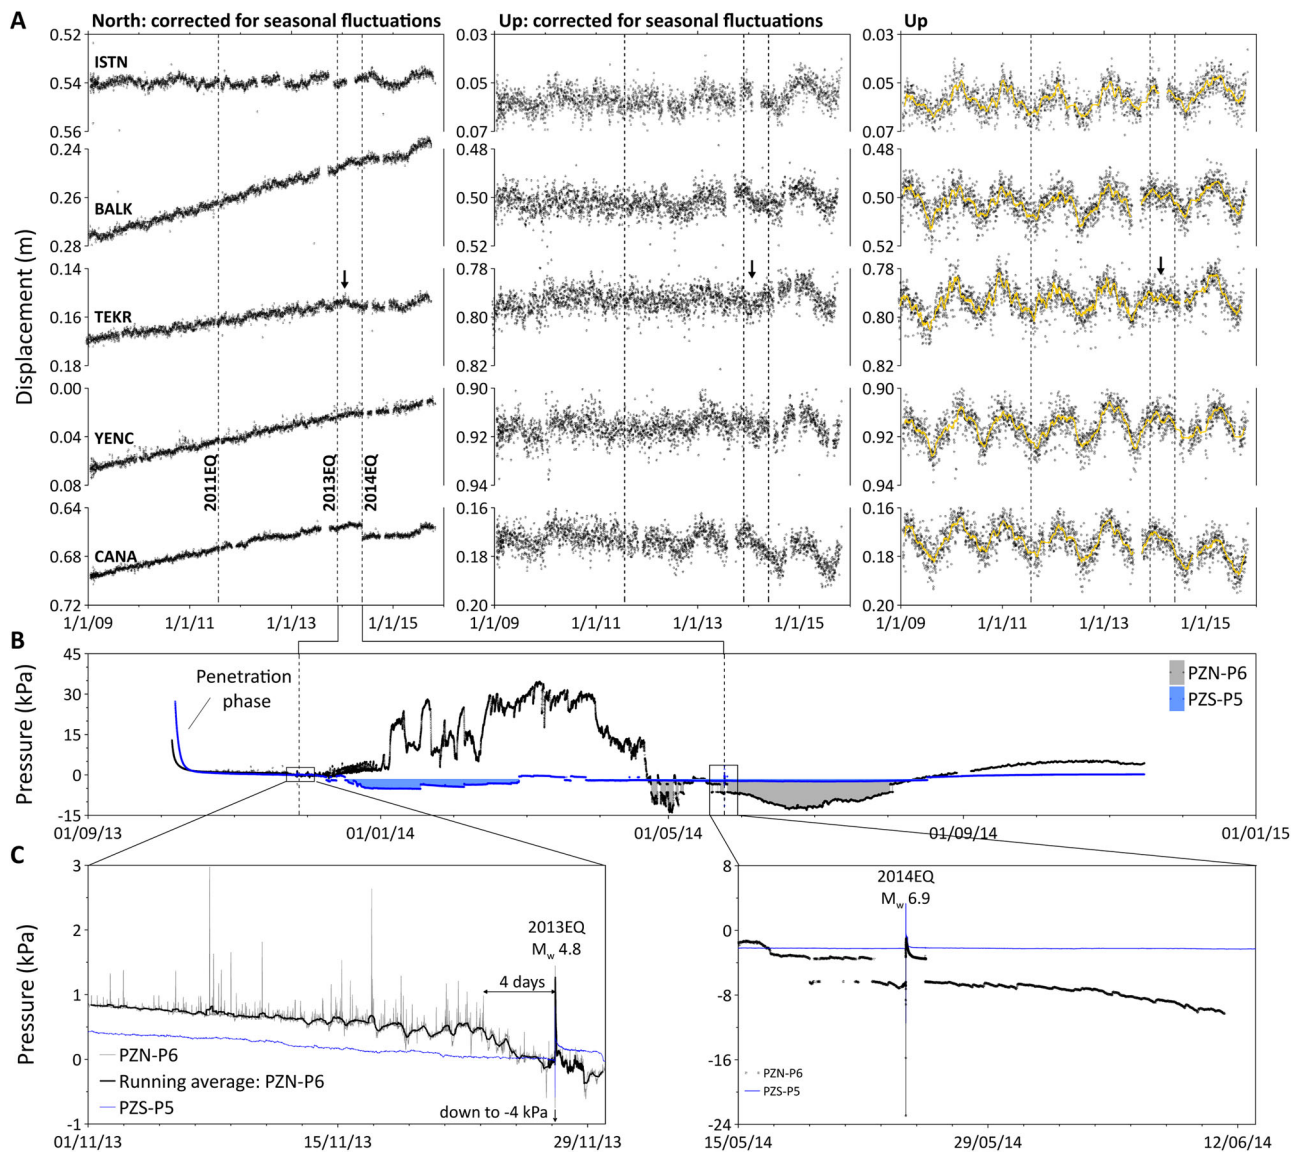 A
North: corrected for seasonal fluctuations
Up: corrected for seasonal fluctuations
Up
Displacement (m)
0.52
ISTN
0.54
0.56
0.24
BALK
0.26
0.28
0.14
TEKR
0.16
0.18
0.00
YENC
0.04
0.08
2011EQ
2013EQ
2014EQ
0.64
CANA
0.68
0.72
1/1/09
1/1/11
1/1/13
1/1/15
0.03
0.05
0.07
0.48
0.50
0.52
0.78
0.80
0.82
0.90
0.92
0.94
0.16
0.18
0.20
1/1/09
1/1/11
1/1/13
1/1/15
0.03
0.05
0.07
0.48
0.50
0.52
0.78
0.80
0.82
0.90
0.92
0.94
0.16
0.18
0.20
1/1/09
1/1/11
1/1/13
1/1/15
B
Pressure (kPa)
45
30
15
0
-15
Penetration
phase
PZN-P6
PZS-P5
01/09/13
01/01/14
01/05/14
01/09/14
01/01/15
C
Pressure (kPa)
3
2
1
0
-1
2013EQ
Mw 4.8
4 days
PZN-P6
Running average: PZN-P6
PZS-P5
down to -4 kPa
01/11/13
15/11/13
29/11/13
8
0
-8
-16
-24
2014EQ
Mw 6.9
PZN-P6
PZS-P5
15/05/14
29/05/14
12/06/14